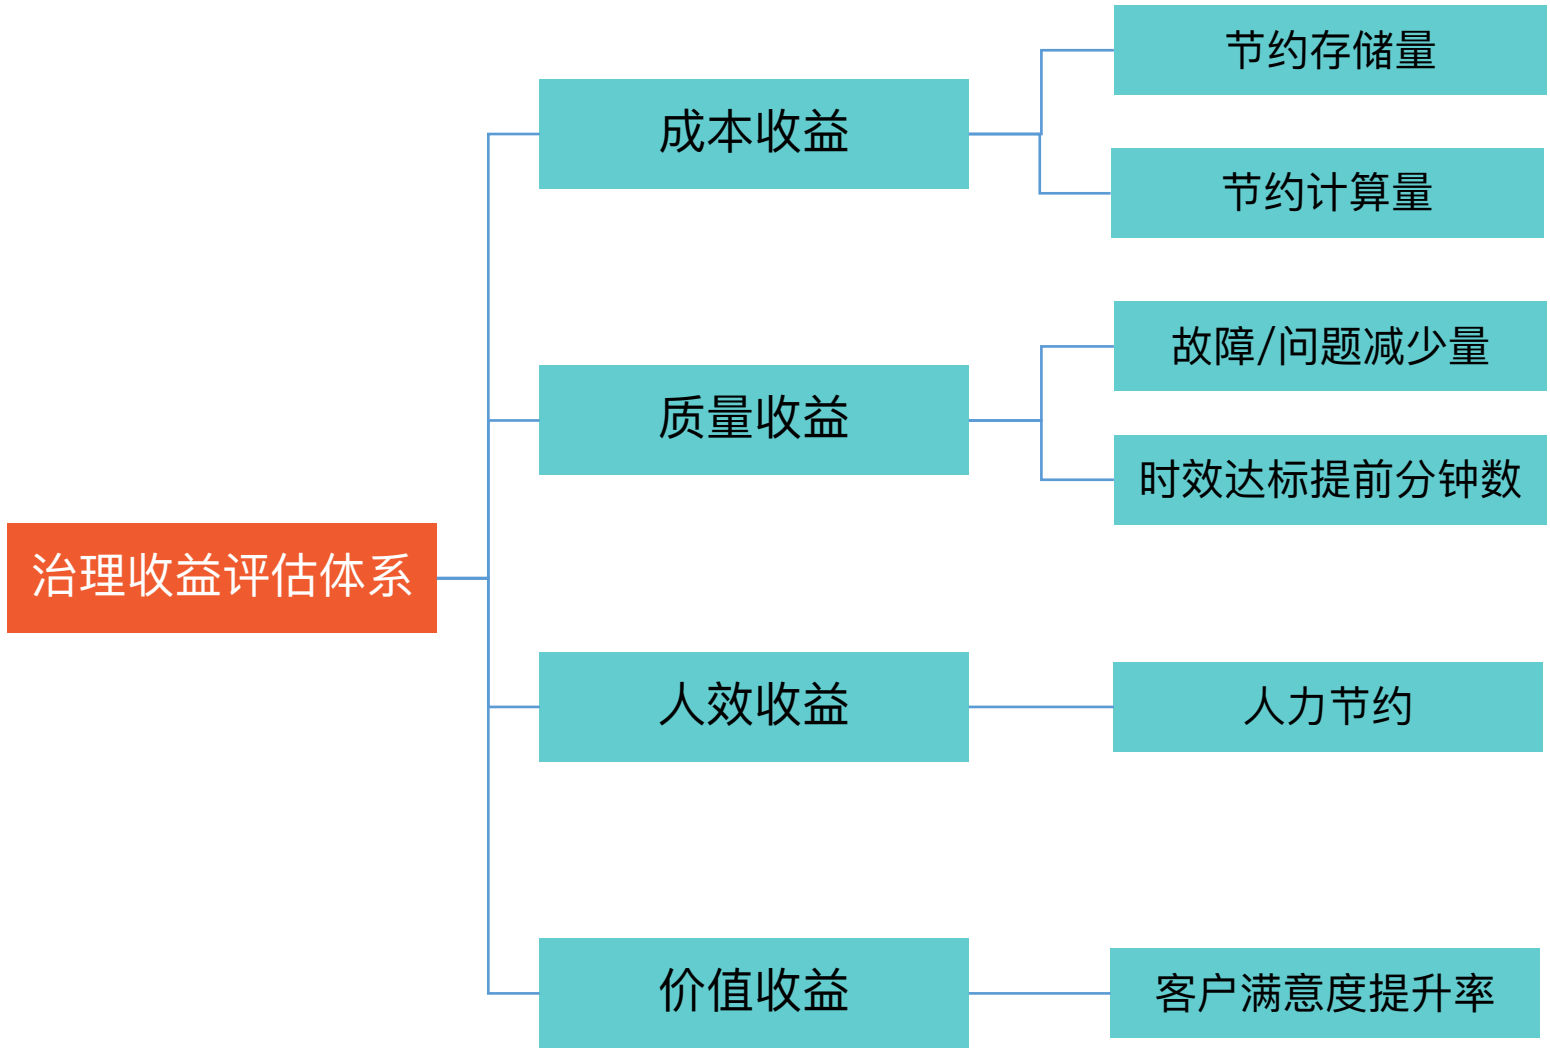 治理收益评估体系
成本收益
节约存储量
节约计算量
质量收益
故障/问题减少量
时效达标提前分钟数
人效收益
人力节约
价值收益
客户满意度提升率